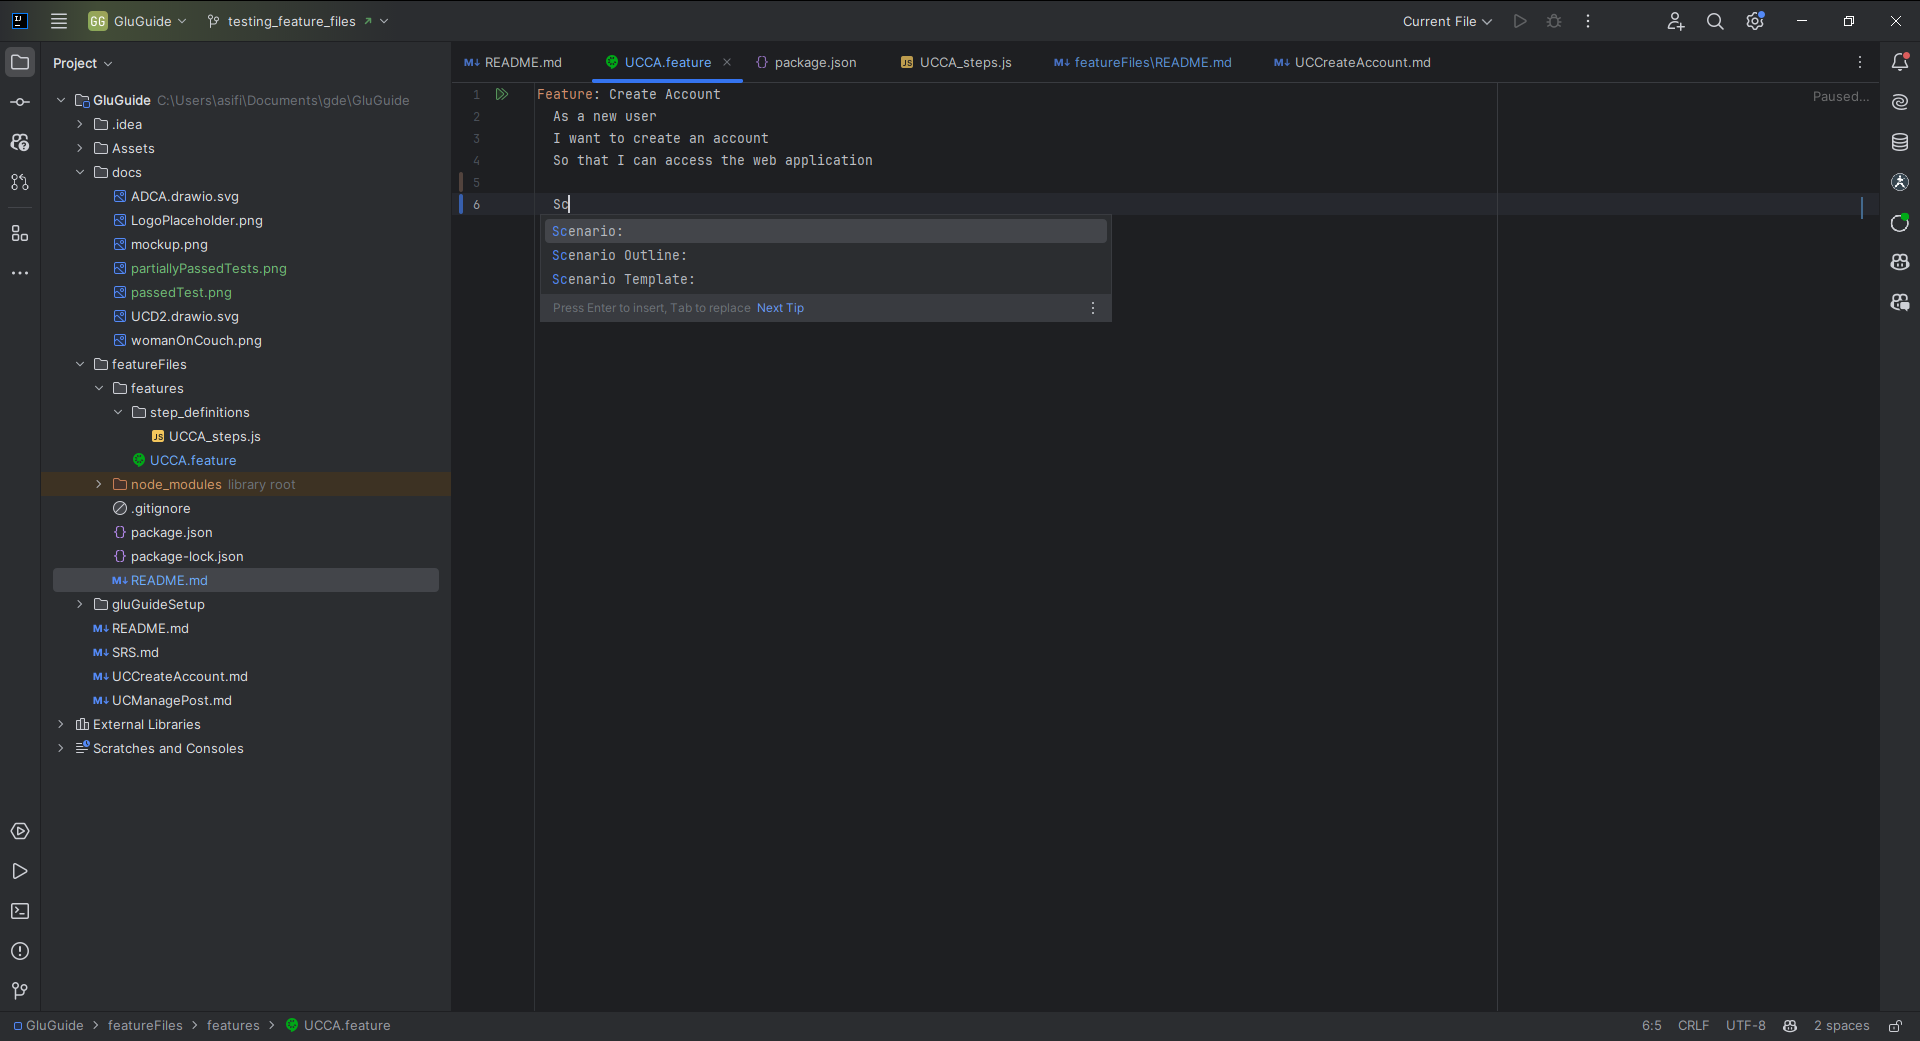 GG GluGuide testing_feature_files Current File
Project
GluGuide C:\Users\asifi\Documents\gde\GluGuide
.idea
Assets
docs
ADCA.drawio.svg
LogoPlaceholder.png
mockup.png
partiallyPassedTests.png
passedTest.png
UCD2.drawio.svg
womanOnCouch.png
featureFiles
features
step_definitions
UCCA_steps.js
UCCA.feature
node_modules library root
.gitignore
package.json
package-lock.json
README.md
gluGuideSetup
README.md
SRS.md
UCCreateAccount.md
UCManagePost.md
External Libraries
Scratches and Consoles
README.md UCCA.feature package.json UCCA_steps.js featureFiles\README.md UCCreateAccount.md
1 Feature: Create Account
Paused...
2 As a new user
3 I want to create an account
4 So that I can access the web application
5
6 Sc
Scenario:
Scenario Outline:
Scenario Template:
Press Enter to insert, Tab to replace Next Tip
GluGuide > featureFiles > features > UCCA.feature
6:5 CRLF UTF-8 2 spaces